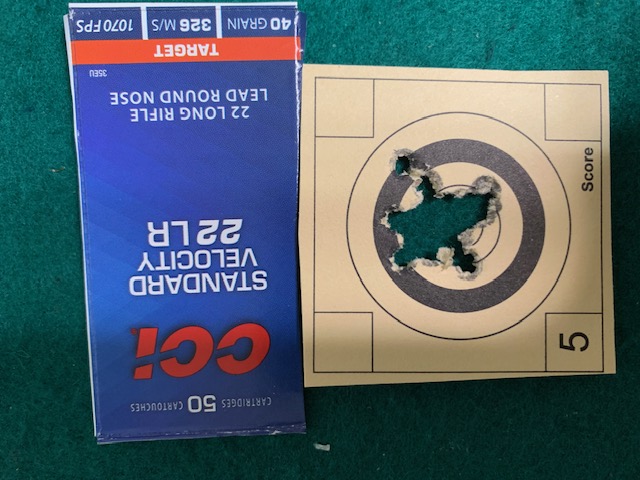 50 CARTRIDGES CARTOUCHES
CCI
STANDARD
VELOCITY
22 LR
22 LONG RIFLE
LEAD ROUND NOSE
35EU
TARGET
40 GRAIN 326 M/S 1070 FPS
Score
5